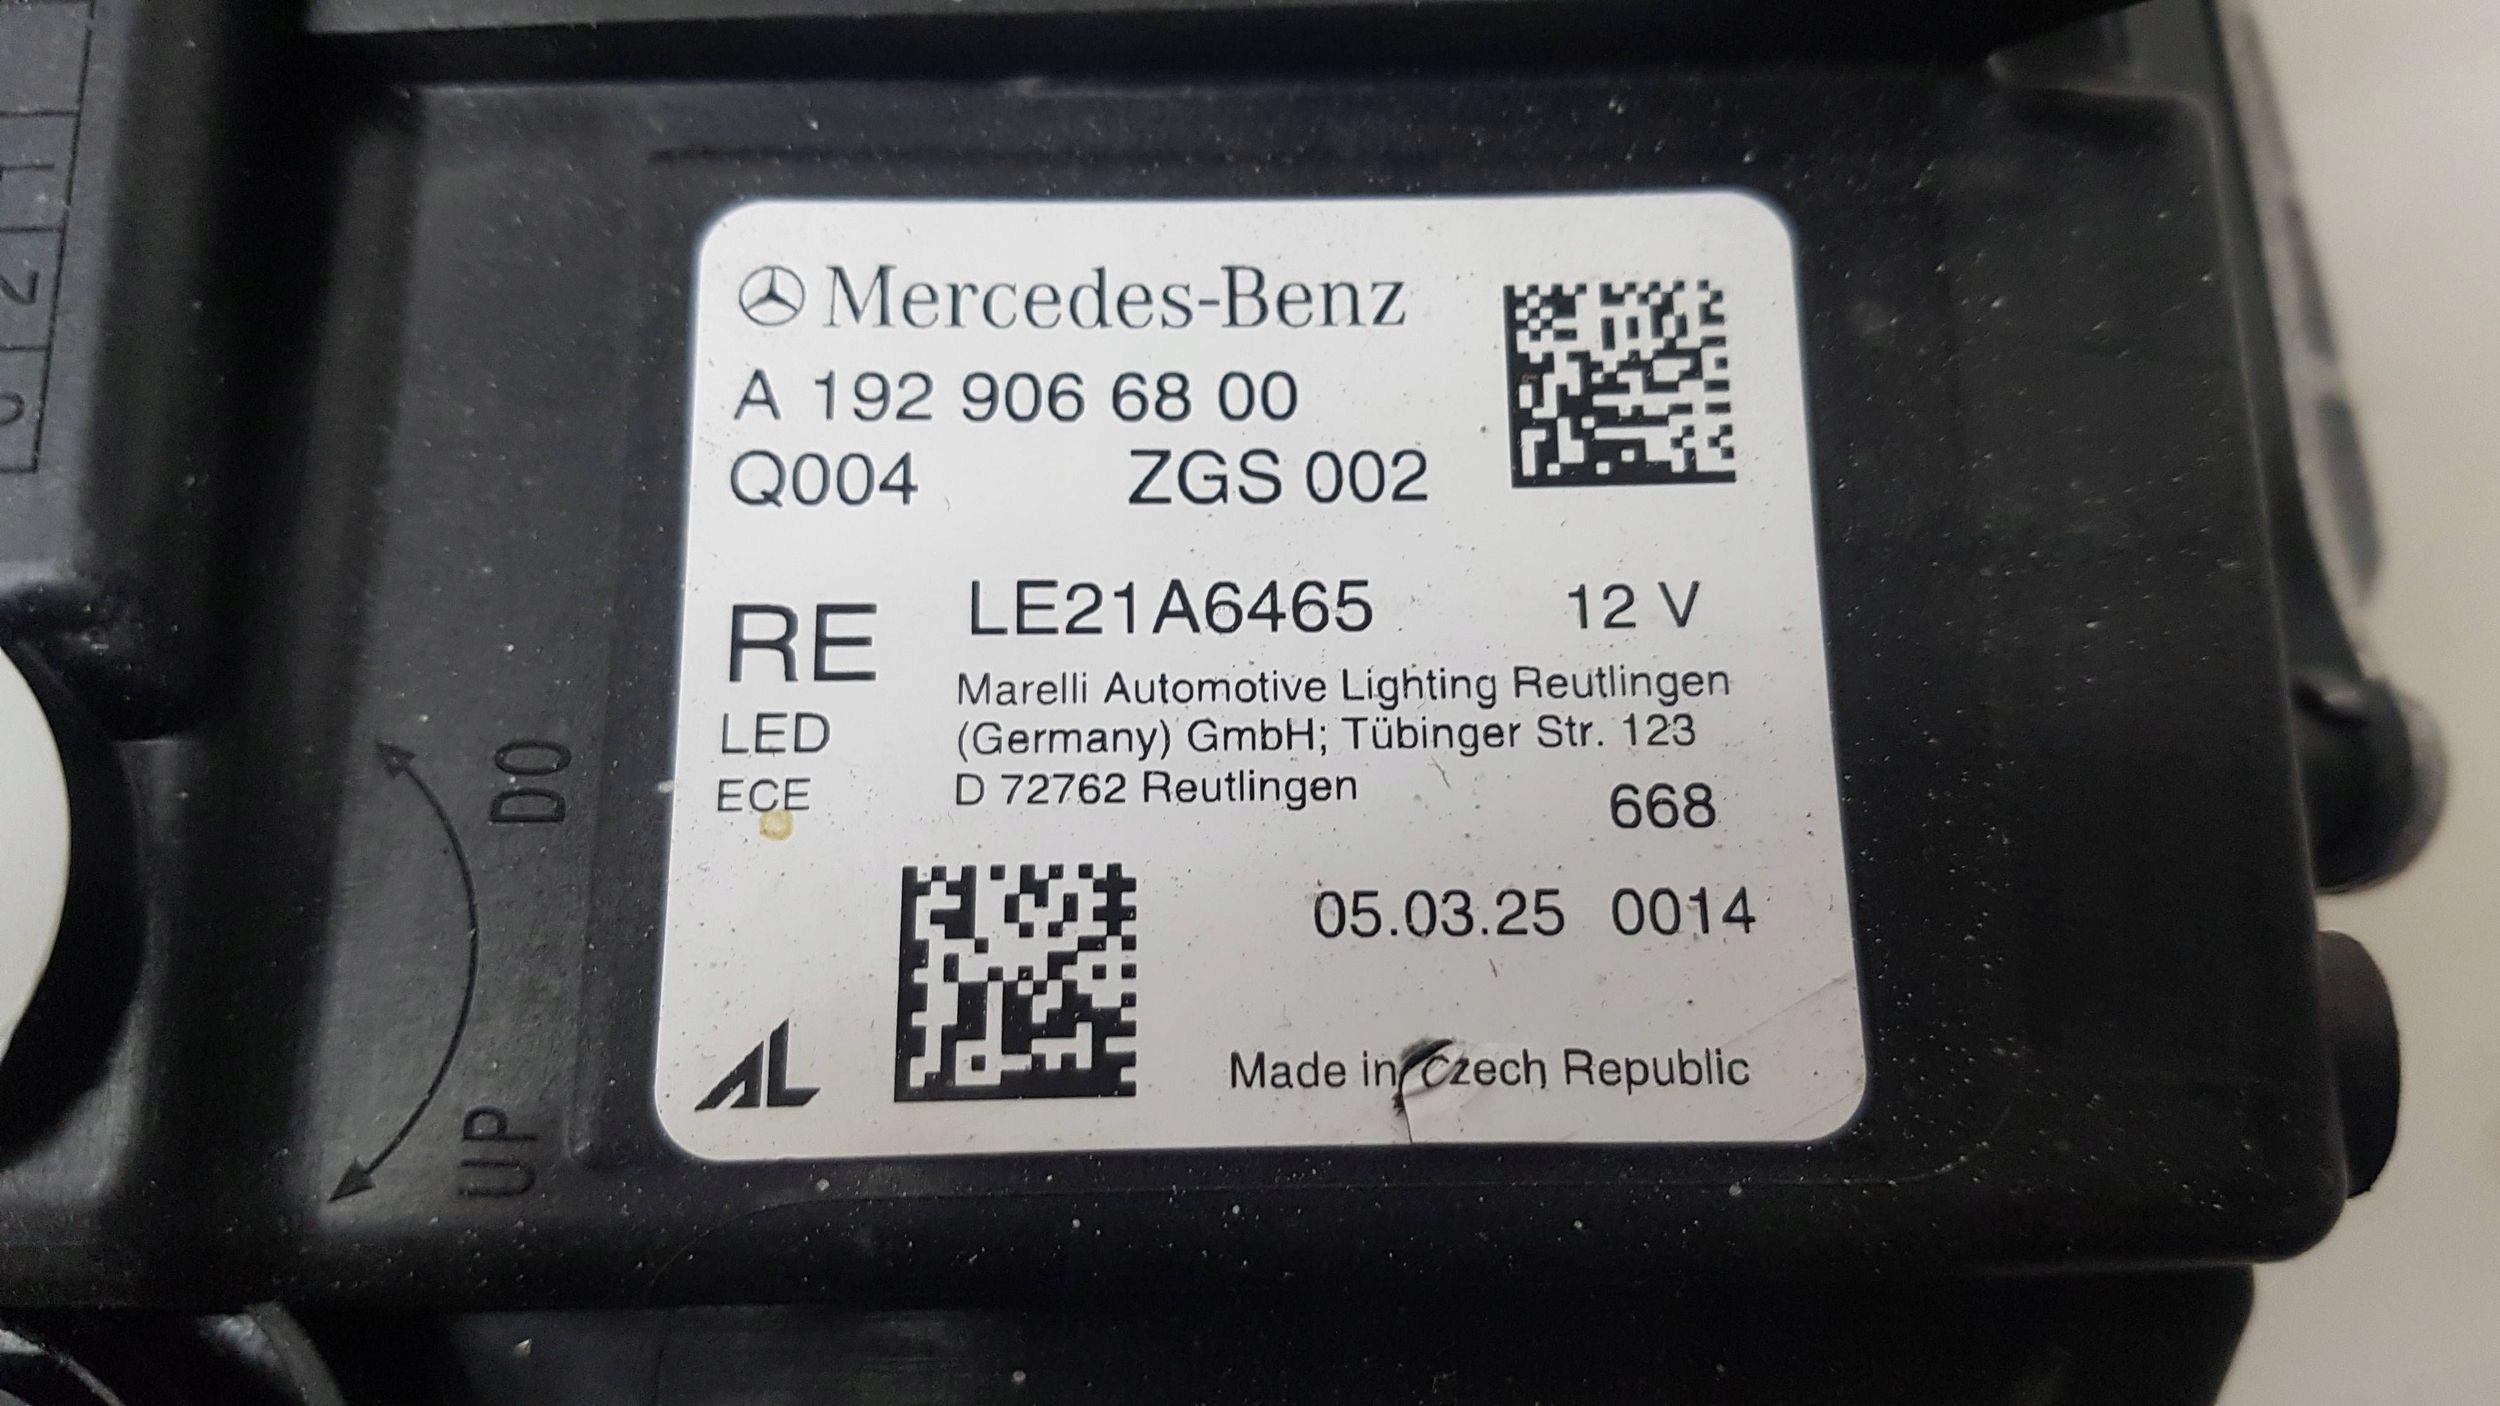 Mercedes-Benz
A 192 906 68 00
Q004 ZGS 002
RE LE21A6465 12 V
LED
ECE
Marelli Automotive Lighting Reutlingen
(Germany) GmbH; Tübinger Str. 123
D 72762 Reutlingen
668
05.03.25 0014
AL
Made in Czech Republic
DO
UP
2